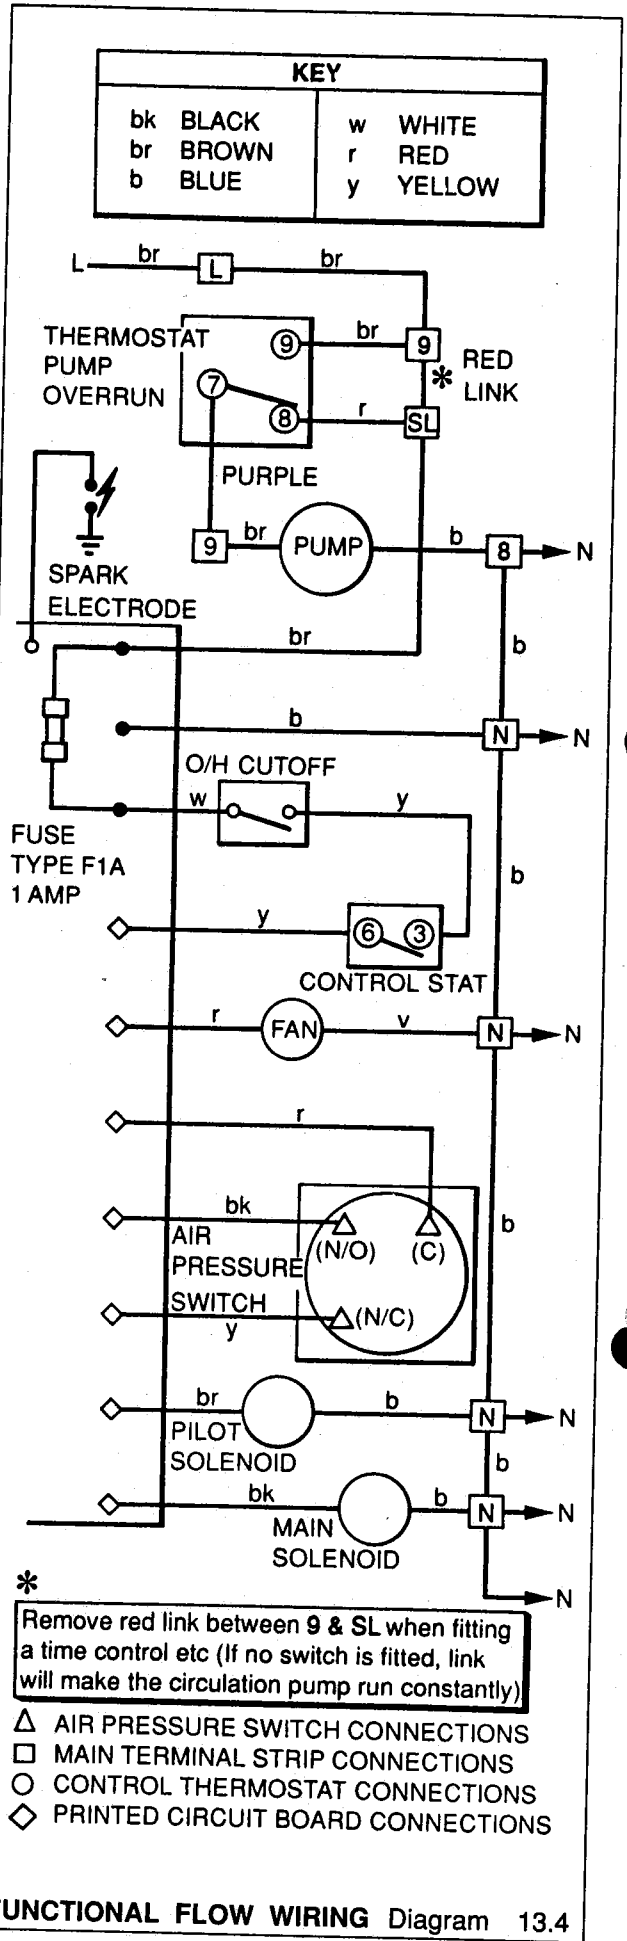 KEY
bk BLACK
br BROWN
b BLUE
w WHITE
r RED
y YELLOW
L br L br
THERMOSTAT
PUMP
OVERRUN
9 br 9
7
8 r SL
* RED
LINK
PURPLE
9 br PUMP b 8 N
SPARK
ELECTRODE
b
br
b N N
O/H CUTOFF
w y
FUSE
TYPE F1A
1 AMP
b
y 6 3
CONTROL STAT
r FAN v N N
r
bk
AIR
PRESSURE
SWITCH
(N/O) (C)
b
y (N/C)
br b N N
PILOT
SOLENOID
b
bk b N N
MAIN
SOLENOID
N
*
Remove red link between 9 & SL when fitting
a time control etc (If no switch is fitted, link
will make the circulation pump run constantly)
AIR PRESSURE SWITCH CONNECTIONS
MAIN TERMINAL STRIP CONNECTIONS
CONTROL THERMOSTAT CONNECTIONS
PRINTED CIRCUIT BOARD CONNECTIONS
UNCTIONAL FLOW WIRING Diagram 13.4